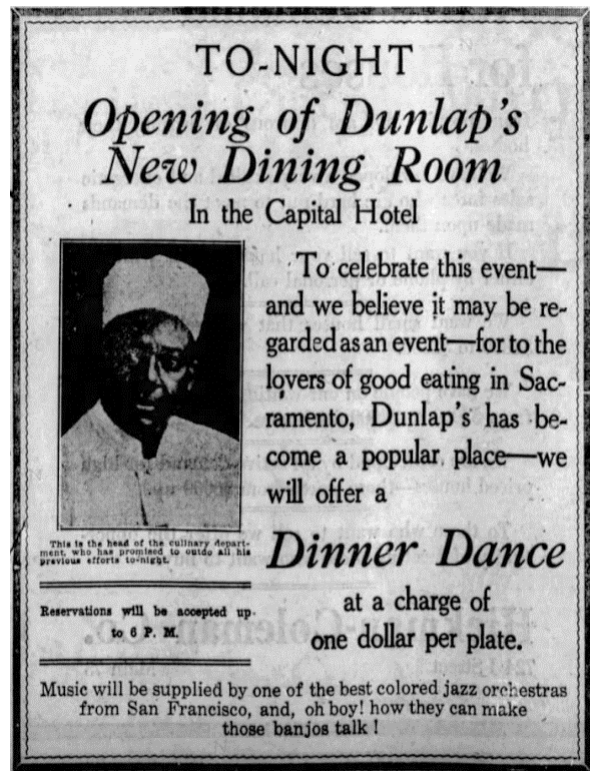 TO-NIGHT
Opening of Dunlap's
New Dining Room
In the Capital Hotel
To celebrate this event—
and we believe it may be re-
garded as an event—for to the
lovers of good eating in Sac-
ramento, Dunlap's has be-
come a popular place—we
will offer a
This is the head of the culinary depart-
ment, who has promised to outdo all his
previous efforts to-night.
Dinner Dance
Reservations will be accepted up
to 6 P. M.
at a charge of
one dollar per plate.
Music will be supplied by one of the best colored jazz orchestras
from San Francisco, and, oh boy! how they can make
those banjos talk!